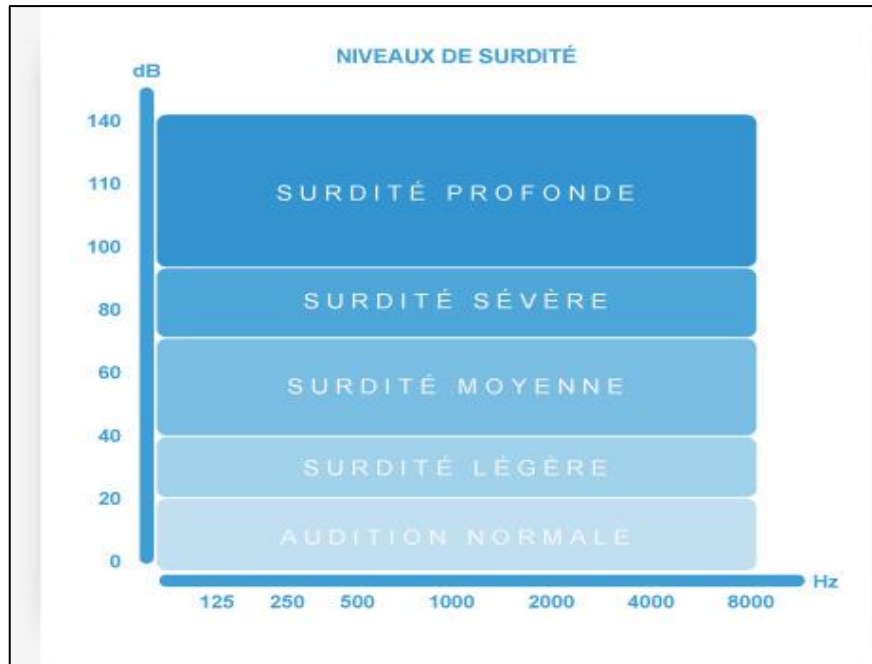 NIVEAUX DE SURDITÉ
dB
140
110
100
80
60
40
20
0
SURDITÉ PROFONDE
SURDITÉ SÉVÈRE
SURDITÉ MOYENNE
SURDITÉ LÉGÈRE
AUDITION NORMALE
125 250 500 1000 2000 4000 8000 Hz